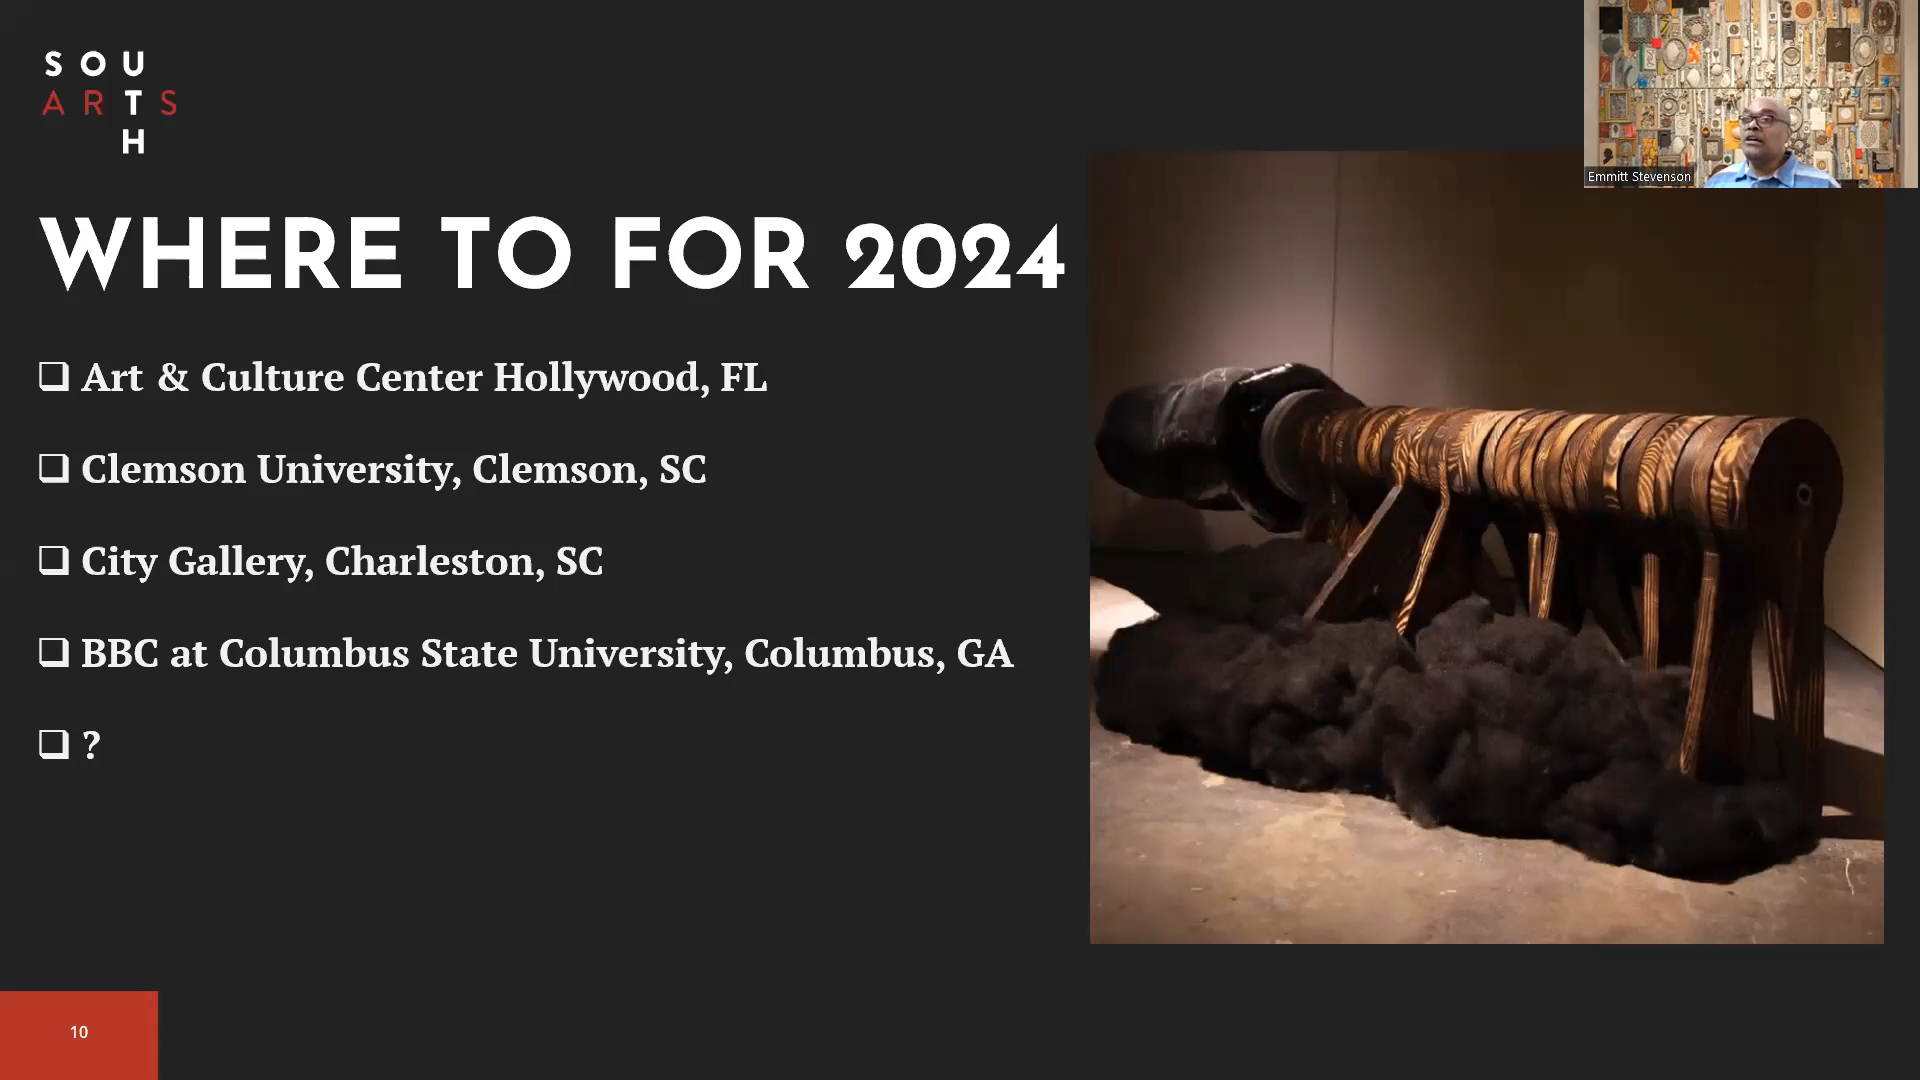 SOU
ARTS
H
Emmitt Stevenson
WHERE TO FOR 2024
❑ Art & Culture Center Hollywood, FL
❑ Clemson University, Clemson, SC
❑ City Gallery, Charleston, SC
❑ BBC at Columbus State University, Columbus, GA
❑ ?
10